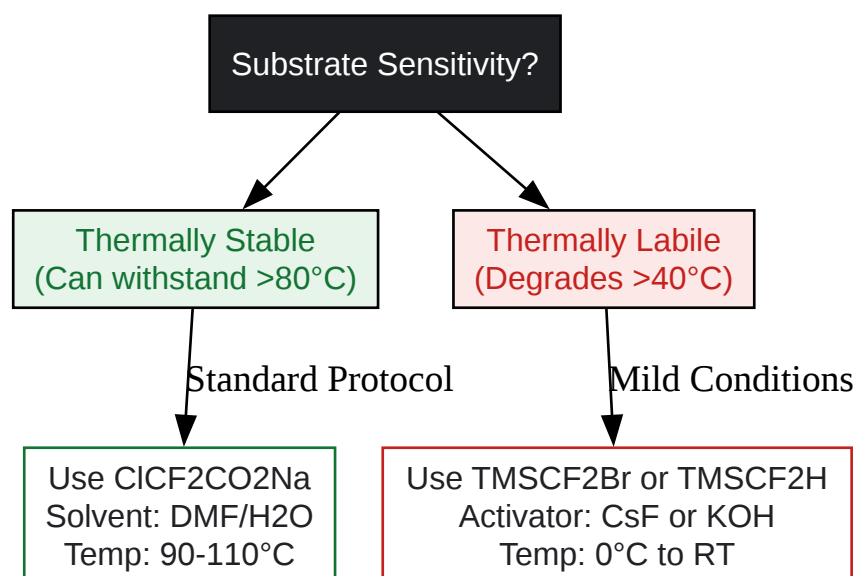 Substrate Sensitivity?
Thermally Stable
(Can withstand >80°C)
Thermally Labile
(Degrades >40°C)
Standard Protocol
Mild Conditions
Use ClCF2CO2Na
Solvent: DMF/H2O
Temp: 90-110°C
Use TMSCF2Br or TMSCF2H
Activator: CsF or KOH
Temp: 0°C to RT